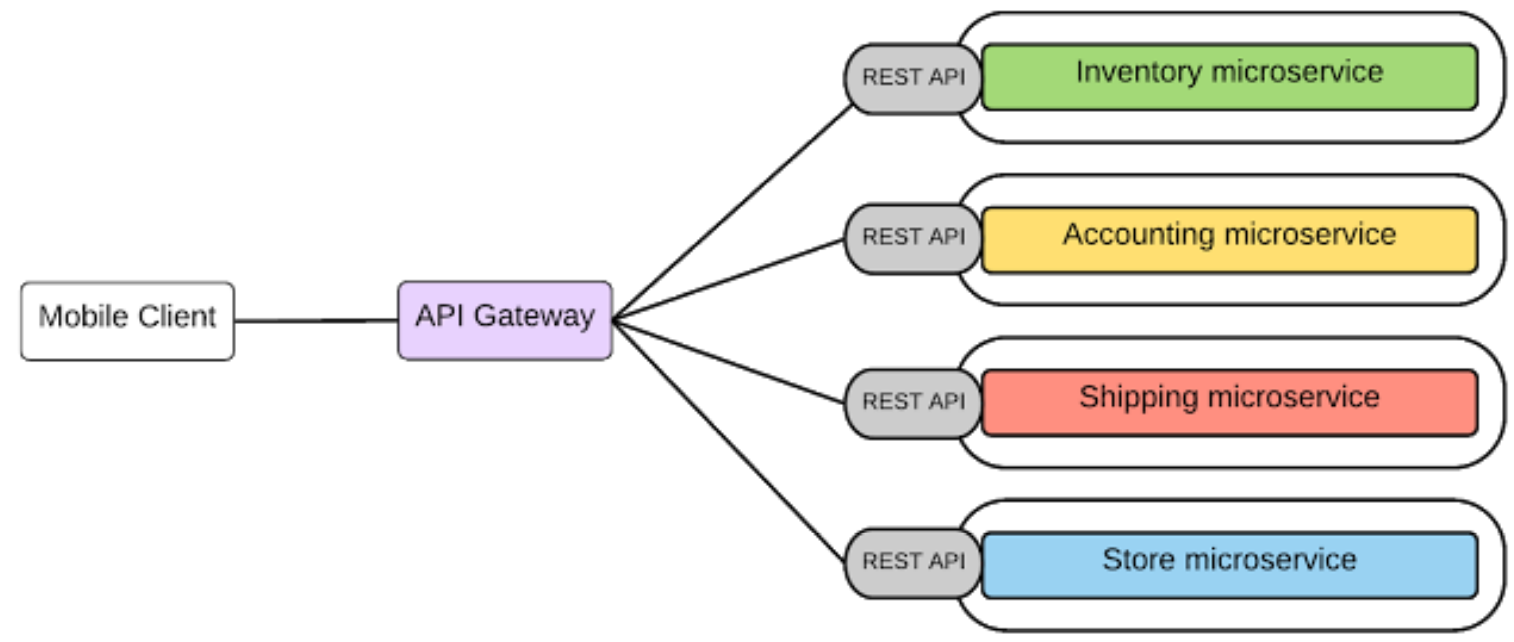 Mobile Client
API Gateway
REST API
Inventory microservice
REST API
Accounting microservice
REST API
Shipping microservice
REST API
Store microservice